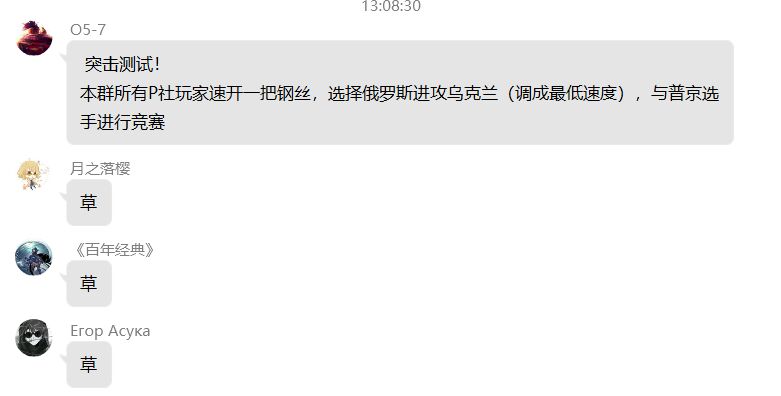 13:08:30
O5-7
突击测试！
本群所有P社玩家速开一把钢丝，选择俄罗斯进攻乌克兰（调成最低速度），与普京选
手进行竞赛
月之落樱
草
《百年经典》
草
Егор Асука
草